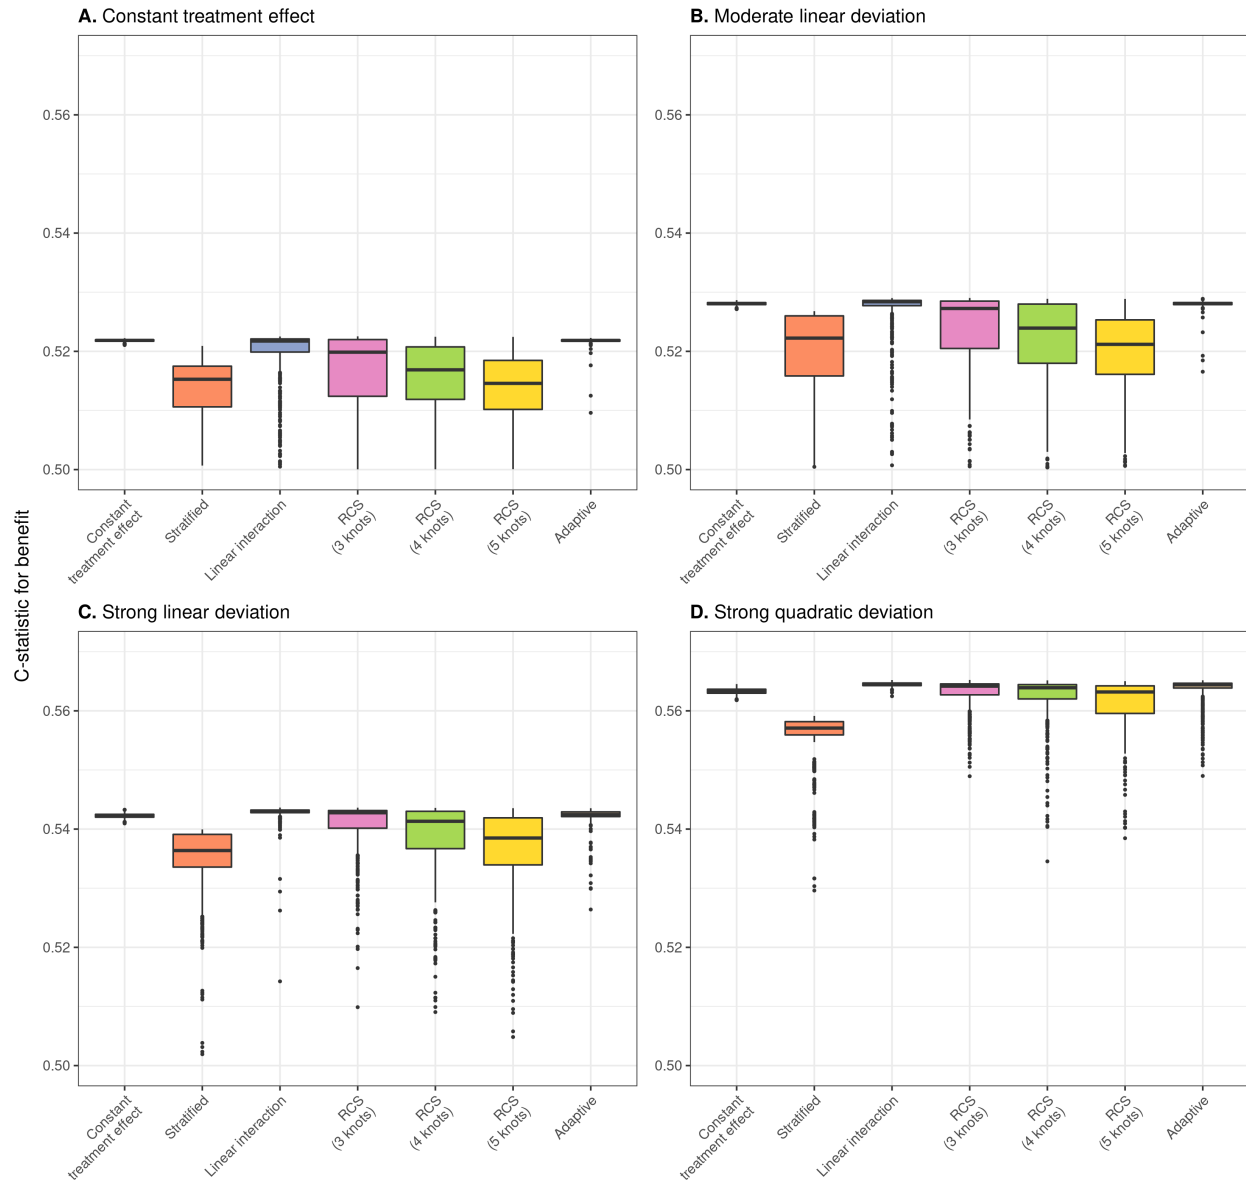 A. Constant treatment effect
0.56
0.54
0.52
0.50
Constant
treatment effect
Stratified
Linear interaction
RCS
(3 knots)
RCS
(4 knots)
RCS
(5 knots)
Adaptive
B. Moderate linear deviation
0.56
0.54
0.52
0.50
Constant
treatment effect
Stratified
Linear interaction
RCS
(3 knots)
RCS
(4 knots)
RCS
(5 knots)
Adaptive
C-statistic for benefit
C. Strong linear deviation
0.56
0.54
0.52
0.50
Constant
treatment effect
Stratified
Linear interaction
RCS
(3 knots)
RCS
(4 knots)
RCS
(5 knots)
Adaptive
D. Strong quadratic deviation
0.56
0.54
0.52
0.50
Constant
treatment effect
Stratified
Linear interaction
RCS
(3 knots)
RCS
(4 knots)
RCS
(5 knots)
Adaptive